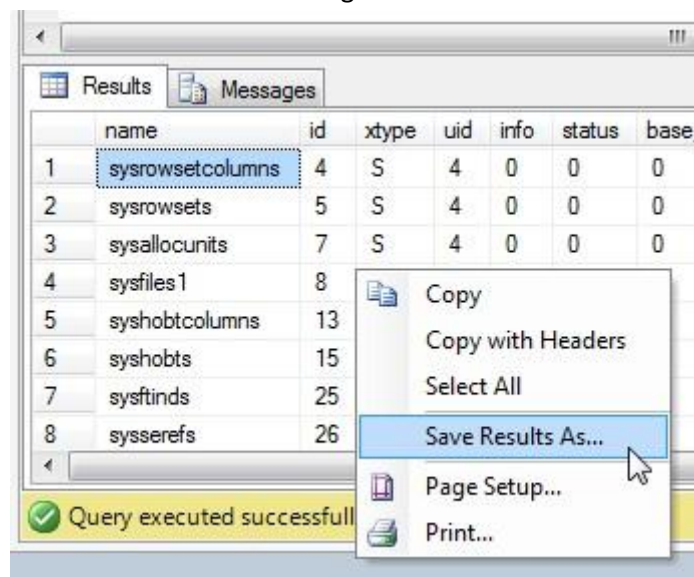 Results Messages
name id xtype uid info status base
1 sysrowsetcolumns 4 S 4 0 0 0
2 sysrowsets 5 S 4 0 0 0
3 sysallocunits 7 S 4 0 0 0
4 sysfiles1 8
5 syshobtcolumns 13
6 syshobts 15
7 sysftinds 25
8 sysserefs 26
Copy
Copy with Headers
Select All
Save Results As...
Page Setup...
Print...
Query executed successfull